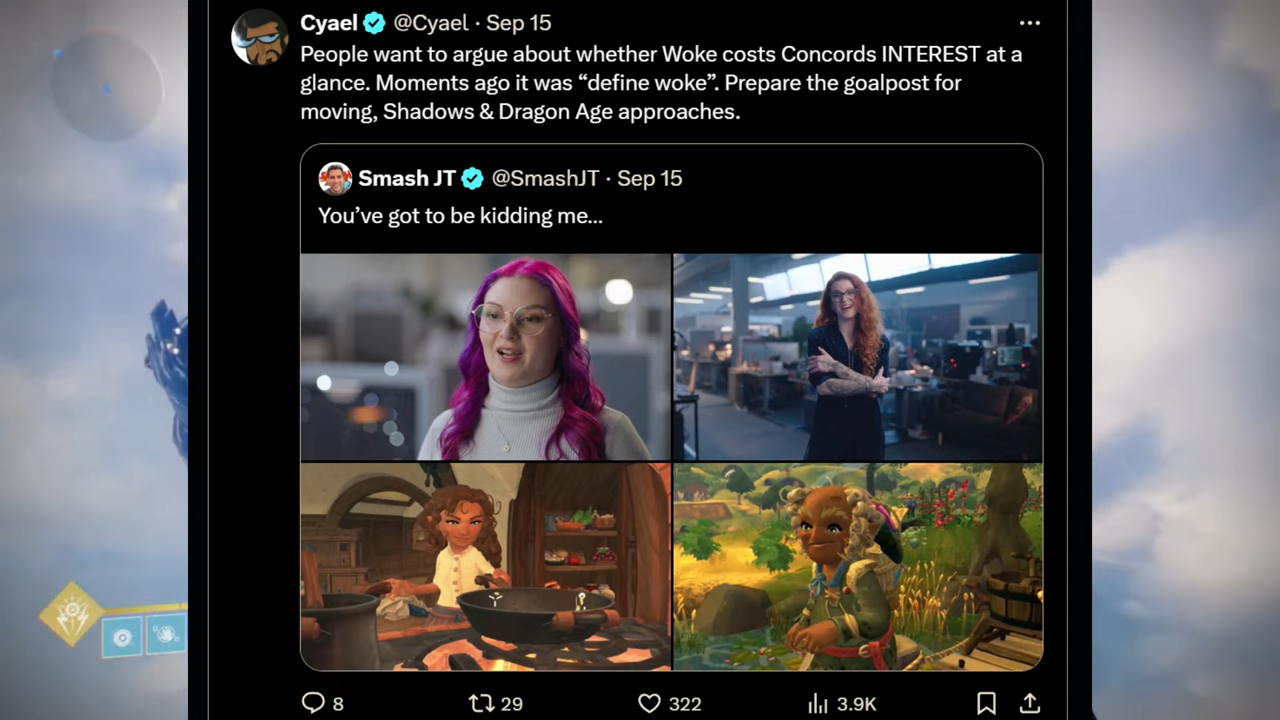 Cyael @Cyael · Sep 15
People want to argue about whether Woke costs Concords INTEREST at a
glance. Moments ago it was “define woke”. Prepare the goalpost for
moving, Shadows & Dragon Age approaches.
Smash JT @SmashJT · Sep 15
You’ve got to be kidding me...
8 29 322 3.9K